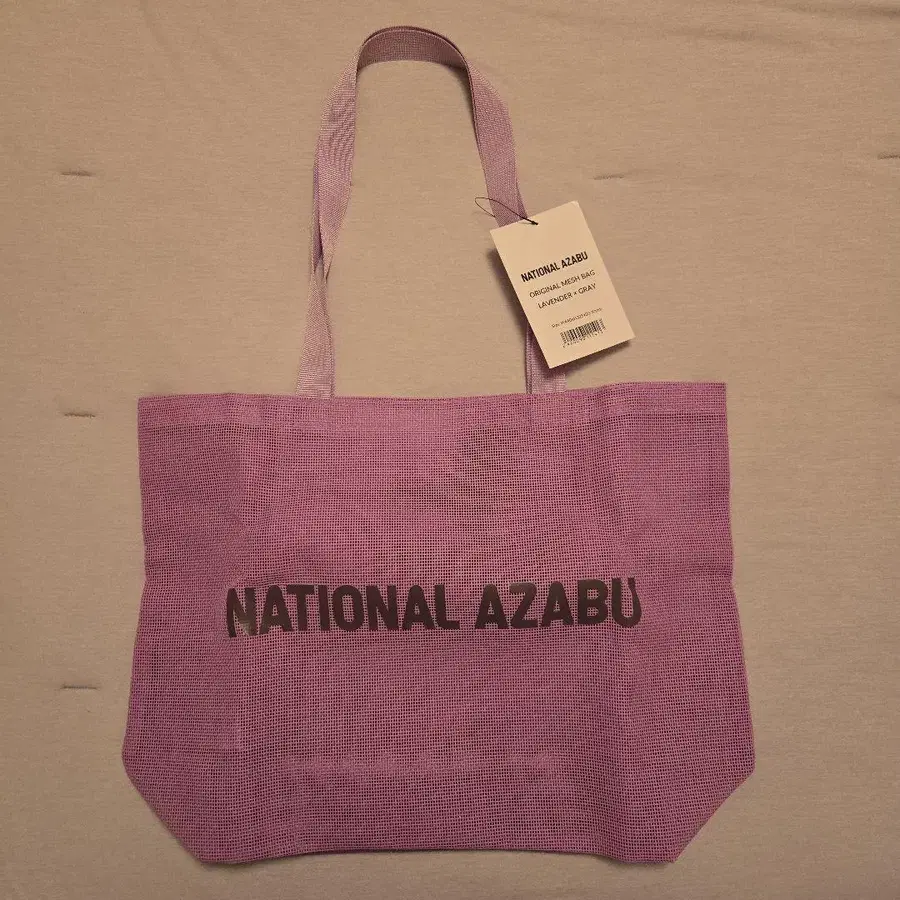 NATIONAL AZABU
ORIGINAL MESH BAG
LAVENDER × GRAY
NATIONAL AZABU